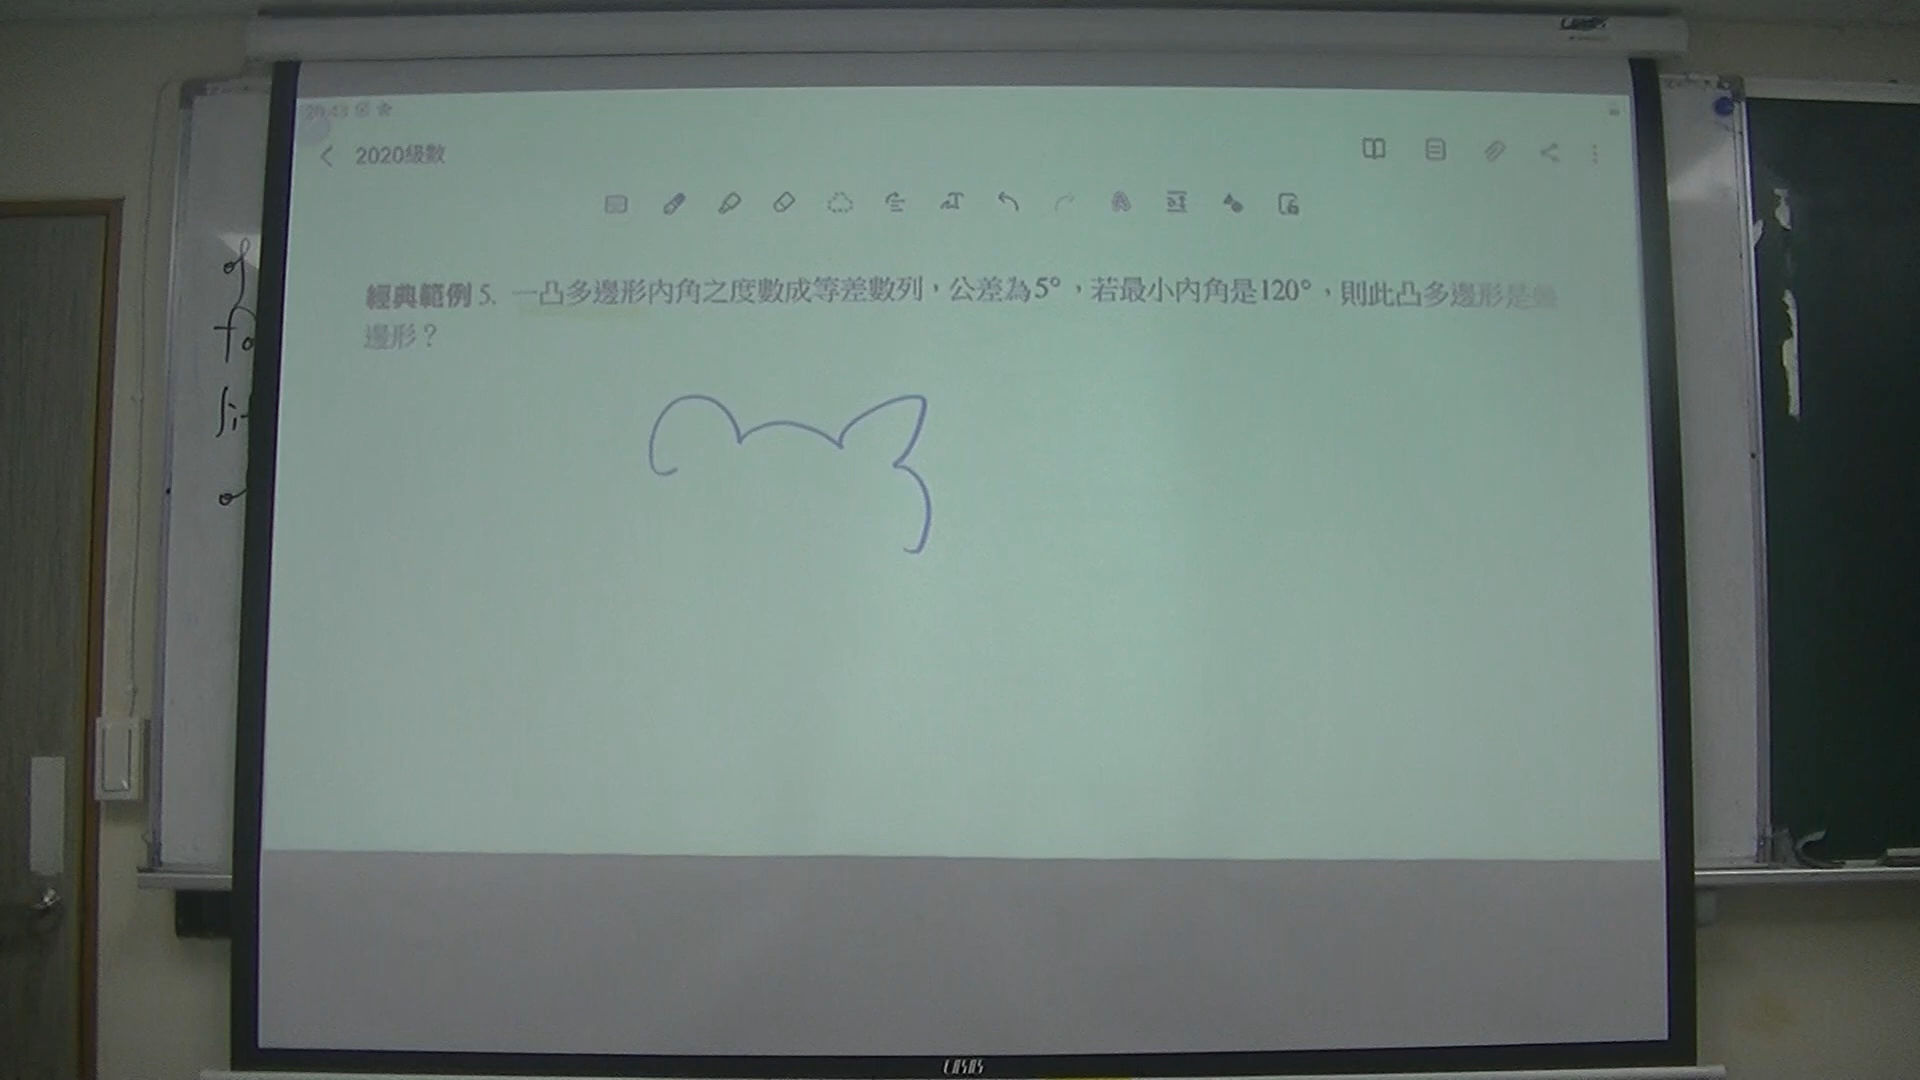 20:43
2020級數
經典範例 5. 一凸多邊形內角之度數成等差數列，公差為5°，若最小內角是120°，則此凸多邊形是幾
邊形？